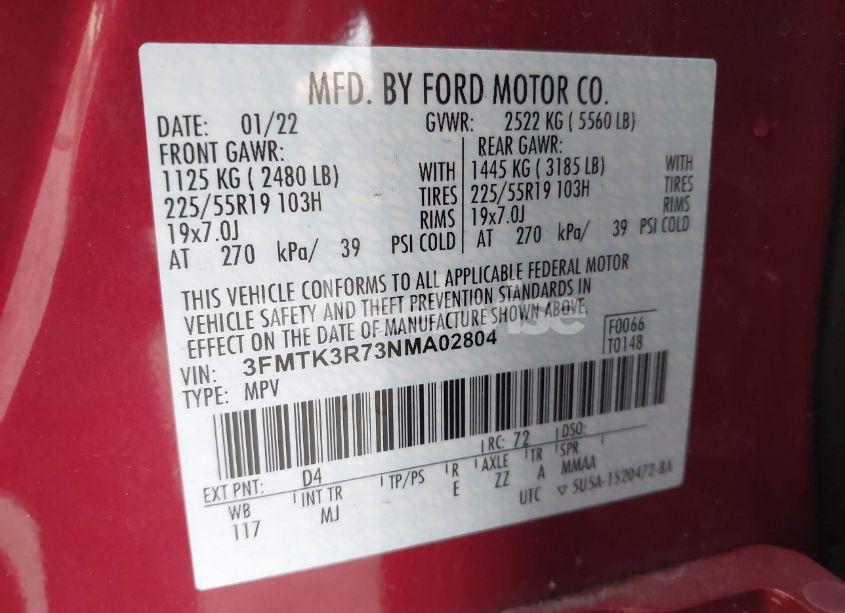 MFD. BY FORD MOTOR CO.
DATE: 01/22 GVWR: 2522 KG ( 5560 LB)
FRONT GAWR: REAR GAWR:
1125 KG ( 2480 LB) WITH 1445 KG ( 3185 LB) WITH
225/55R19 103H TIRES 225/55R19 103H TIRES
19x7.0J RIMS 19x7.0J RIMS
AT 270 kPa/ 39 PSI COLD AT 270 kPa/ 39 PSI COLD
THIS VEHICLE CONFORMS TO ALL APPLICABLE FEDERAL MOTOR
VEHICLE SAFETY AND THEFT PREVENTION STANDARDS IN
EFFECT ON THE DATE OF MANUFACTURE SHOWN ABOVE.
VIN: 3FMTK3R73NMA02804 F0066
TYPE: MPV T0148
EXT PNT: D4 RC: 72 DSO:
WB INT TR TP/PS R AXLE TR SPR
117 MJ E ZZ A MMAA
UTC ▽ 5U5A-1520472-BA